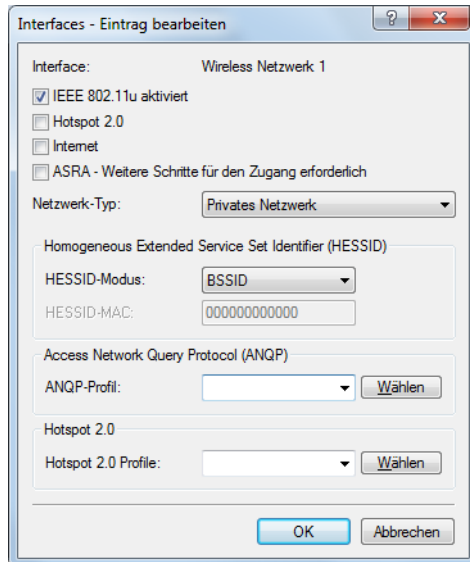 Interfaces - Eintrag bearbeiten
Interface: Wireless Netzwerk 1
IEEE 802.11u aktiviert
Hotspot 2.0
Internet
ASRA - Weitere Schritte für den Zugang erforderlich
Netzwerk-Typ: Privates Netzwerk
Homogeneous Extended Service Set Identifier (HESSID)
HESSID-Modus: BSSID
HESSID-MAC: 000000000000
Access Network Query Protocol (ANQP)
ANQP-Profil: Wählen
Hotspot 2.0
Hotspot 2.0 Profile: Wählen
OK Abbrechen